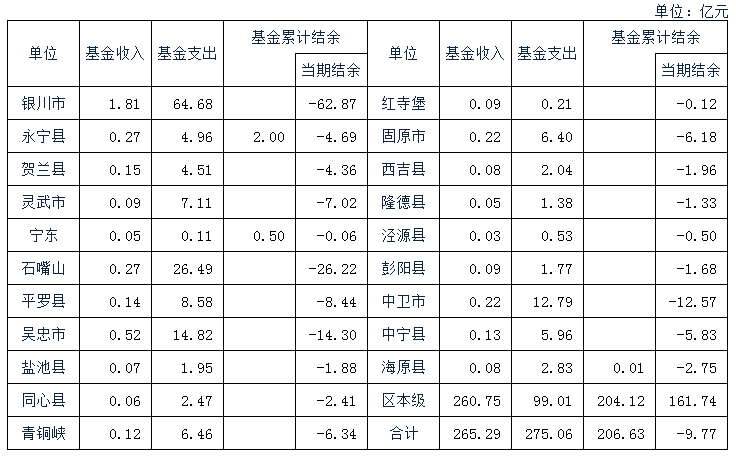 单位：亿元
单位 基金收入 基金支出 基金累计结余 单位 基金收入 基金支出 基金累计结余
当期结余 当期结余
银川市 1.81 64.68 -62.87 红寺堡 0.09 0.21 -0.12
永宁县 0.27 4.96 2.00 -4.69 固原市 0.22 6.40 -6.18
贺兰县 0.15 4.51 -4.36 西吉县 0.08 2.04 -1.96
灵武市 0.09 7.11 -7.02 隆德县 0.05 1.38 -1.33
宁东 0.05 0.11 0.50 -0.06 泾源县 0.03 0.53 -0.50
石嘴山 0.27 26.49 -26.22 彭阳县 0.09 1.77 -1.68
平罗县 0.14 8.58 -8.44 中卫市 0.22 12.79 -12.57
吴忠市 0.52 14.82 -14.30 中宁县 0.13 5.96 -5.83
盐池县 0.07 1.95 -1.88 海原县 0.08 2.83 0.01 -2.75
同心县 0.06 2.47 -2.41 区本级 260.75 99.01 204.12 161.74
青铜峡 0.12 6.46 -6.34 合计 265.29 275.06 206.63 -9.77